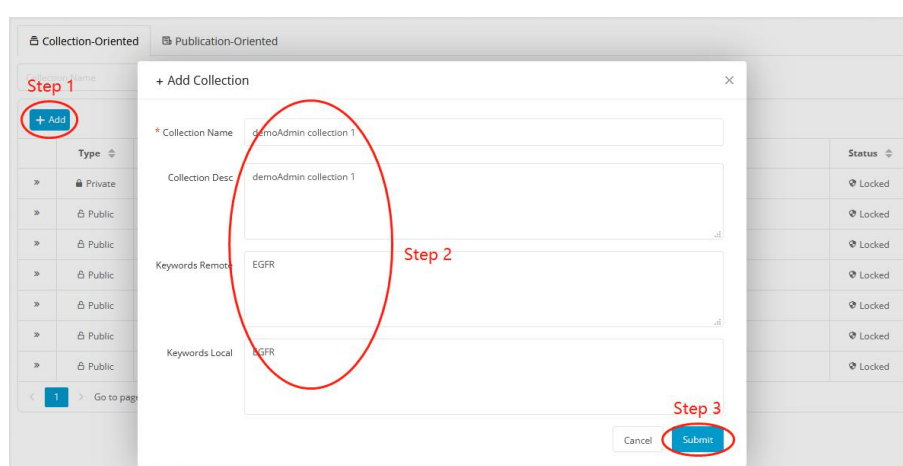 Collection-Oriented Publication-Oriented
Collection Name
Step 1
+ Add Collection
+ Add
* Collection Name demoAdmin collection 1
Type Status
Collection Desc demoAdmin collection 1
» Private Locked
» Public Locked
» Public Locked
Step 2
Keywords Remote EGFR
» Public Locked
» Public Locked
» Public Locked
Keywords Local EGFR
» Public Locked
< 1 > Go to page
Step 3
Cancel Submit